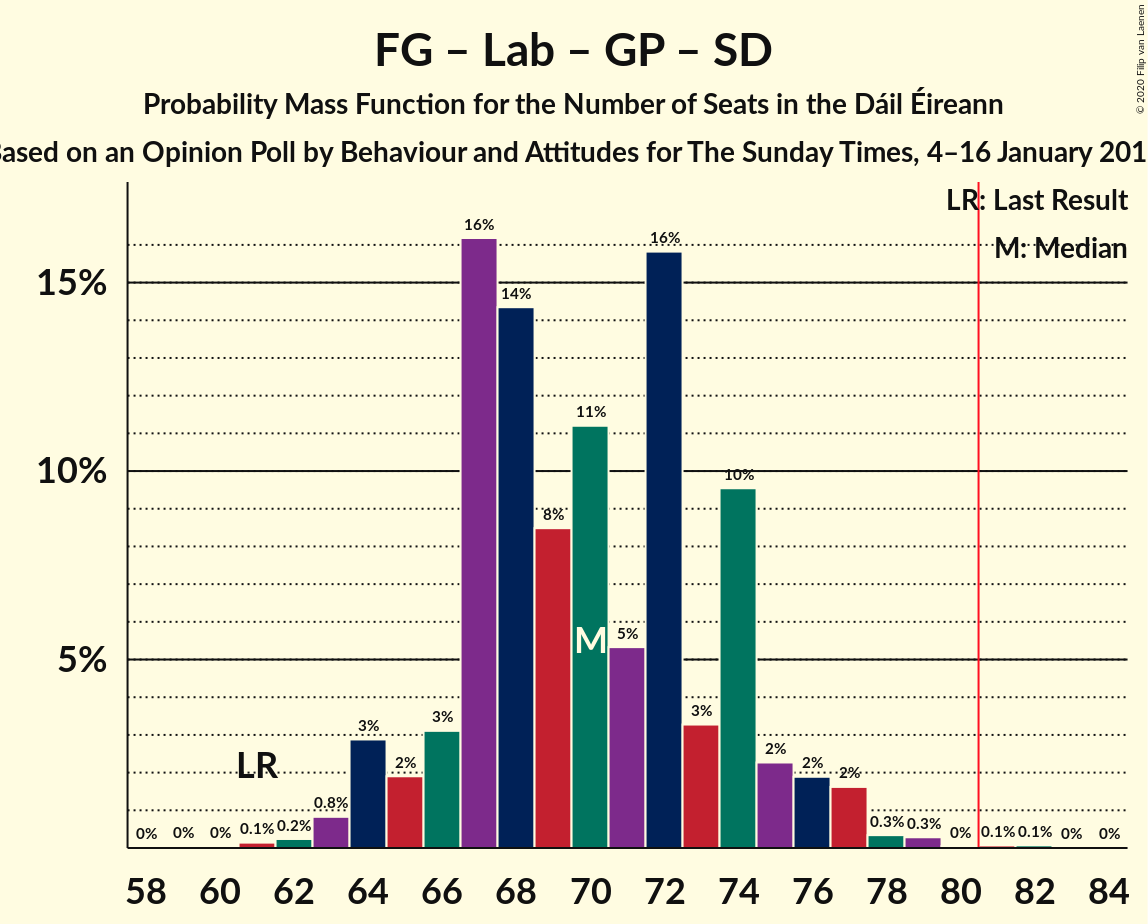 FG – Lab – GP – SD
Probability Mass Function for the Number of Seats in the Dáil Éireann
Based on an Opinion Poll by Behaviour and Attitudes for The Sunday Times, 4–16 January 201
© 2020 Filip van Laenen
LR: Last Result
M: Median
15%
10%
5%
0% 0% 0% 0.1% 0.2% 0.8% 3% 2% 3% 16% 14% 8% 11% 5% 16% 3% 10% 2% 2% 2% 0.3% 0.3% 0% 0.1% 0.1% 0% 0%
LR
M
58 60 62 64 66 68 70 72 74 76 78 80 82 84